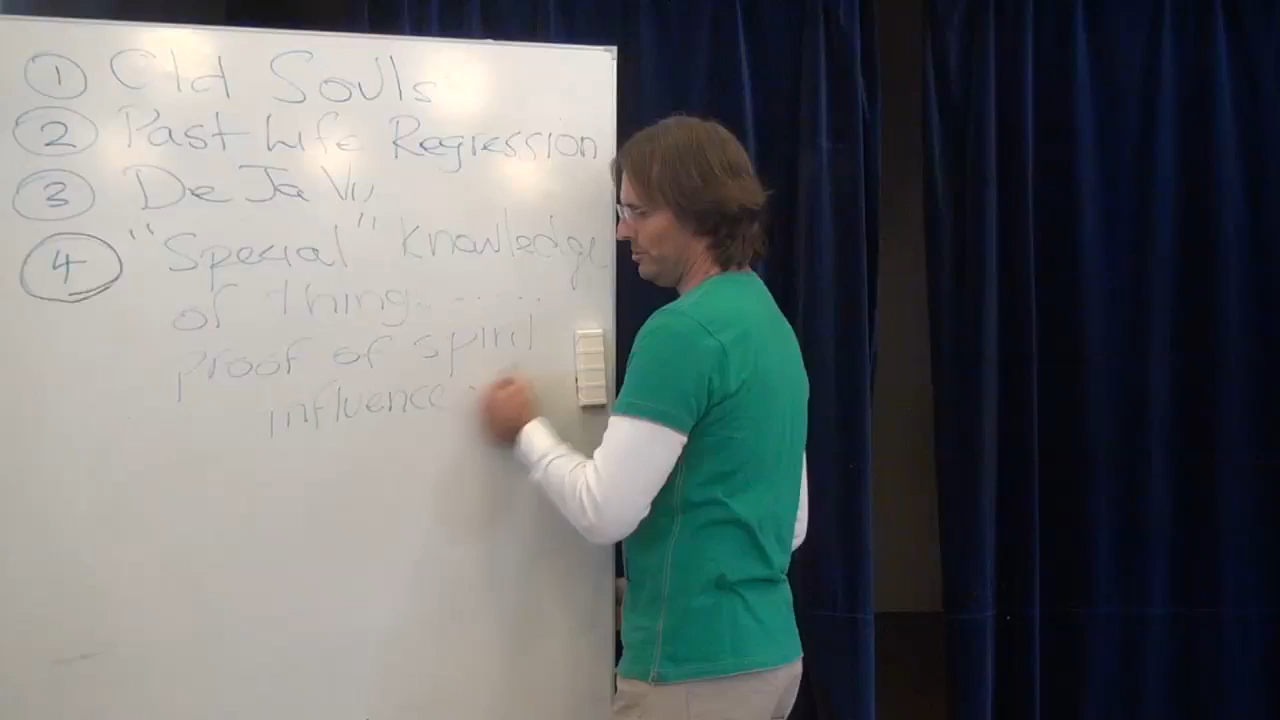 ① Old Souls
② Past Life Regression
③ De Ja Vu
④ "Special" Knowledge
of thing.......
proof of spirit
influence